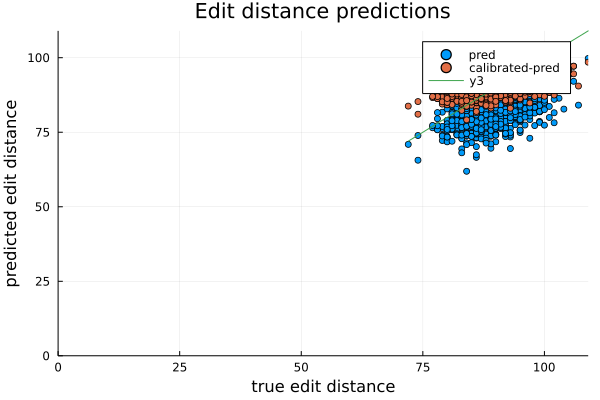 Edit distance predictions
pred
calibrated-pred
y3
predicted edit distance
100
75
50
25
0
0 25 50 75 100
true edit distance